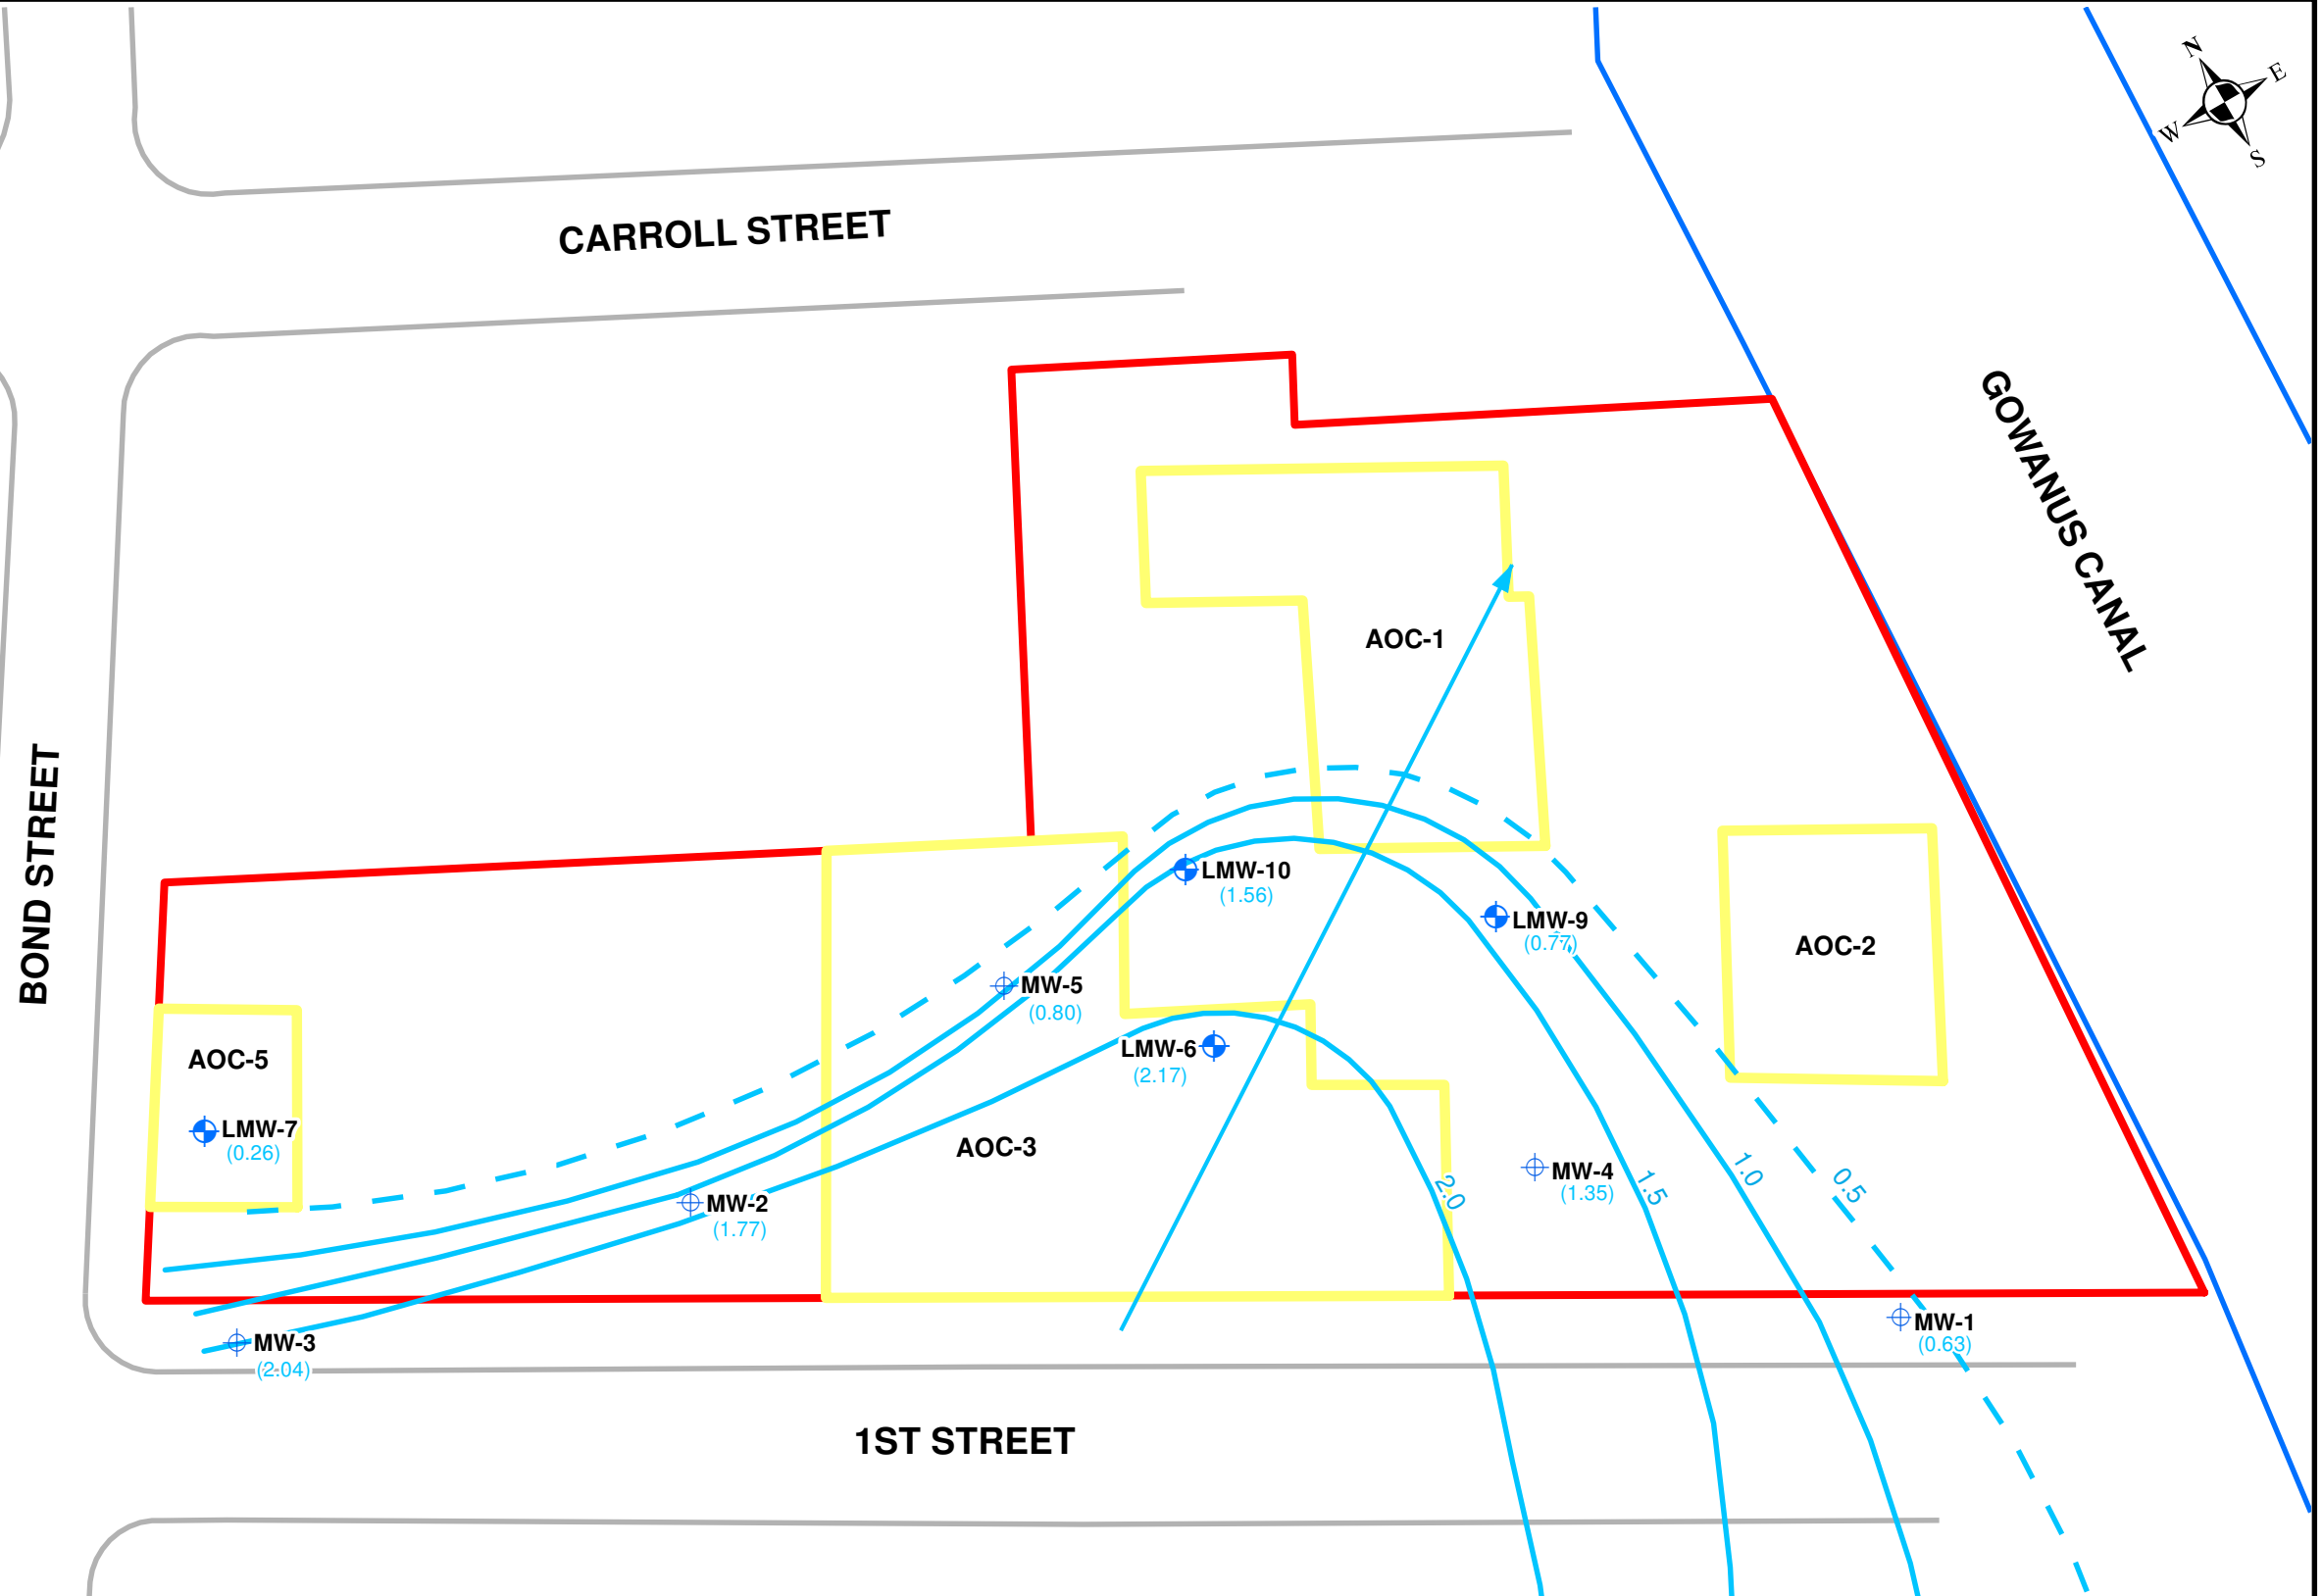 N
E
W
S
CARROLL STREET
GOWANUS CANAL
BOND STREET
AOC-1
LMW-10
(1.56)
LMW-9
(0.77)
AOC-2
MW-5
(0.80)
AOC-5
LMW-6
(2.17)
LMW-7
(0.26)
AOC-3
MW-4
(1.35)
MW-2
(1.77)
2.0
1.5
1.0
0.5
MW-3
(2.04)
MW-1
(0.63)
1ST STREET